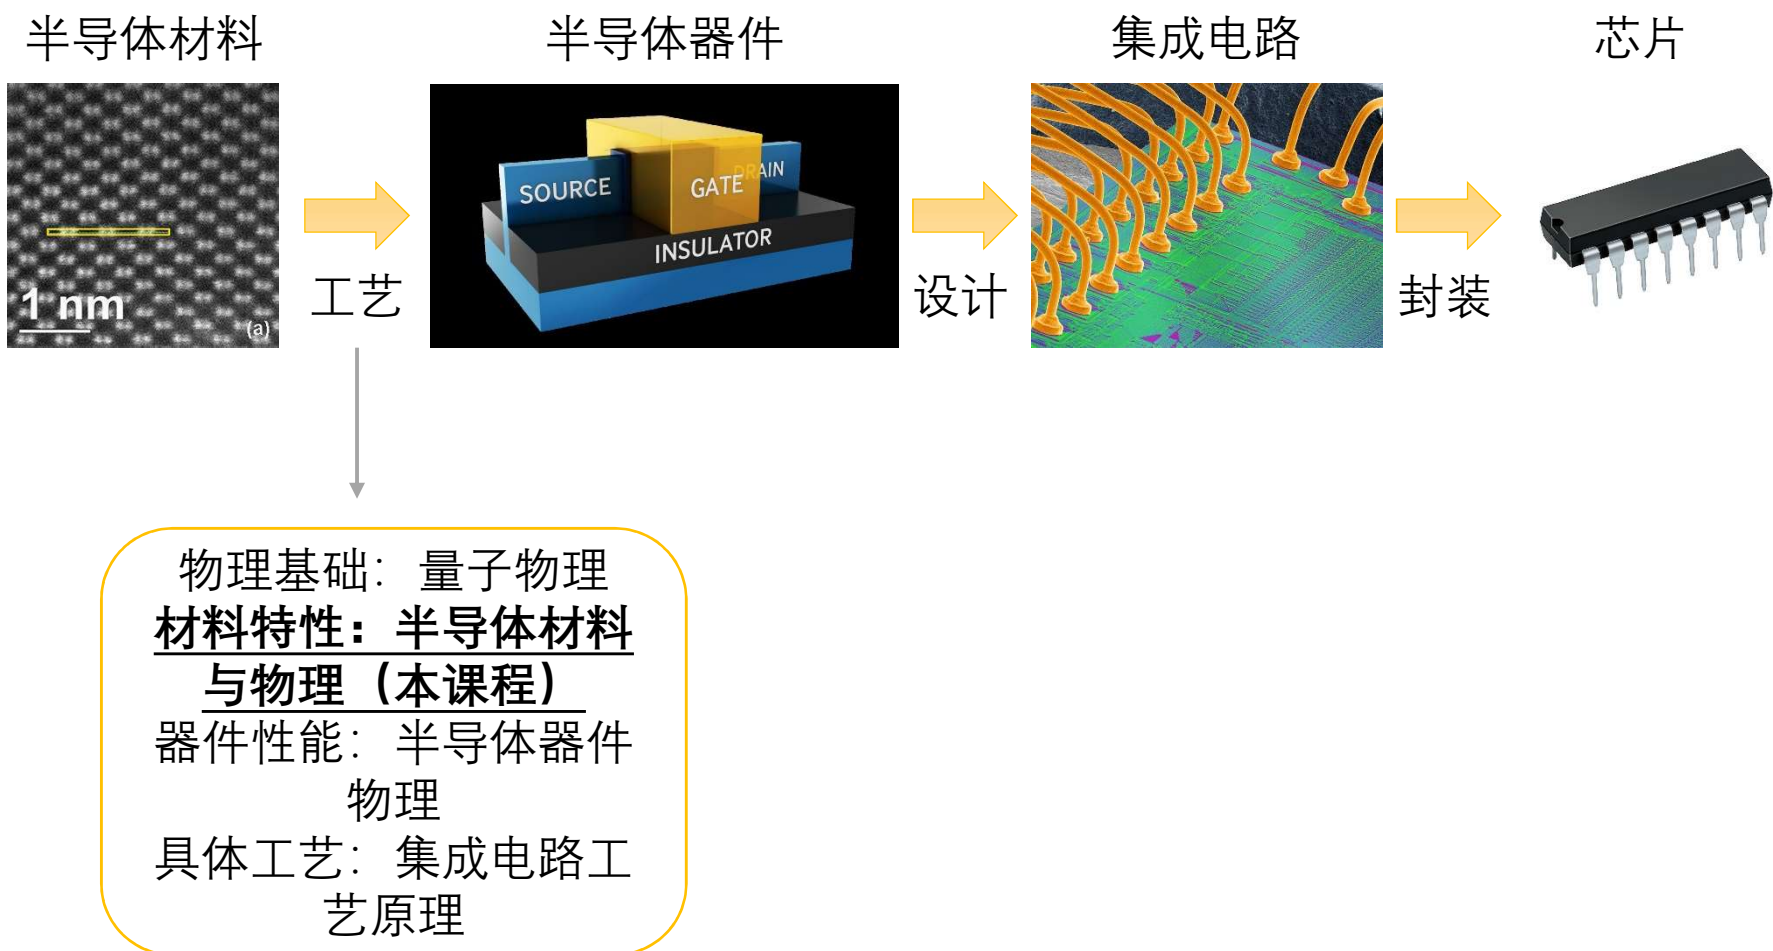 半导体材料
半导体器件
集成电路
芯片
1 nm
(a)
工艺
SOURCE
GATE
DRAIN
INSULATOR
设计
封装
物理基础：量子物理
材料特性：半导体材料
与物理（本课程）
器件性能：半导体器件
物理
具体工艺：集成电路工
艺原理